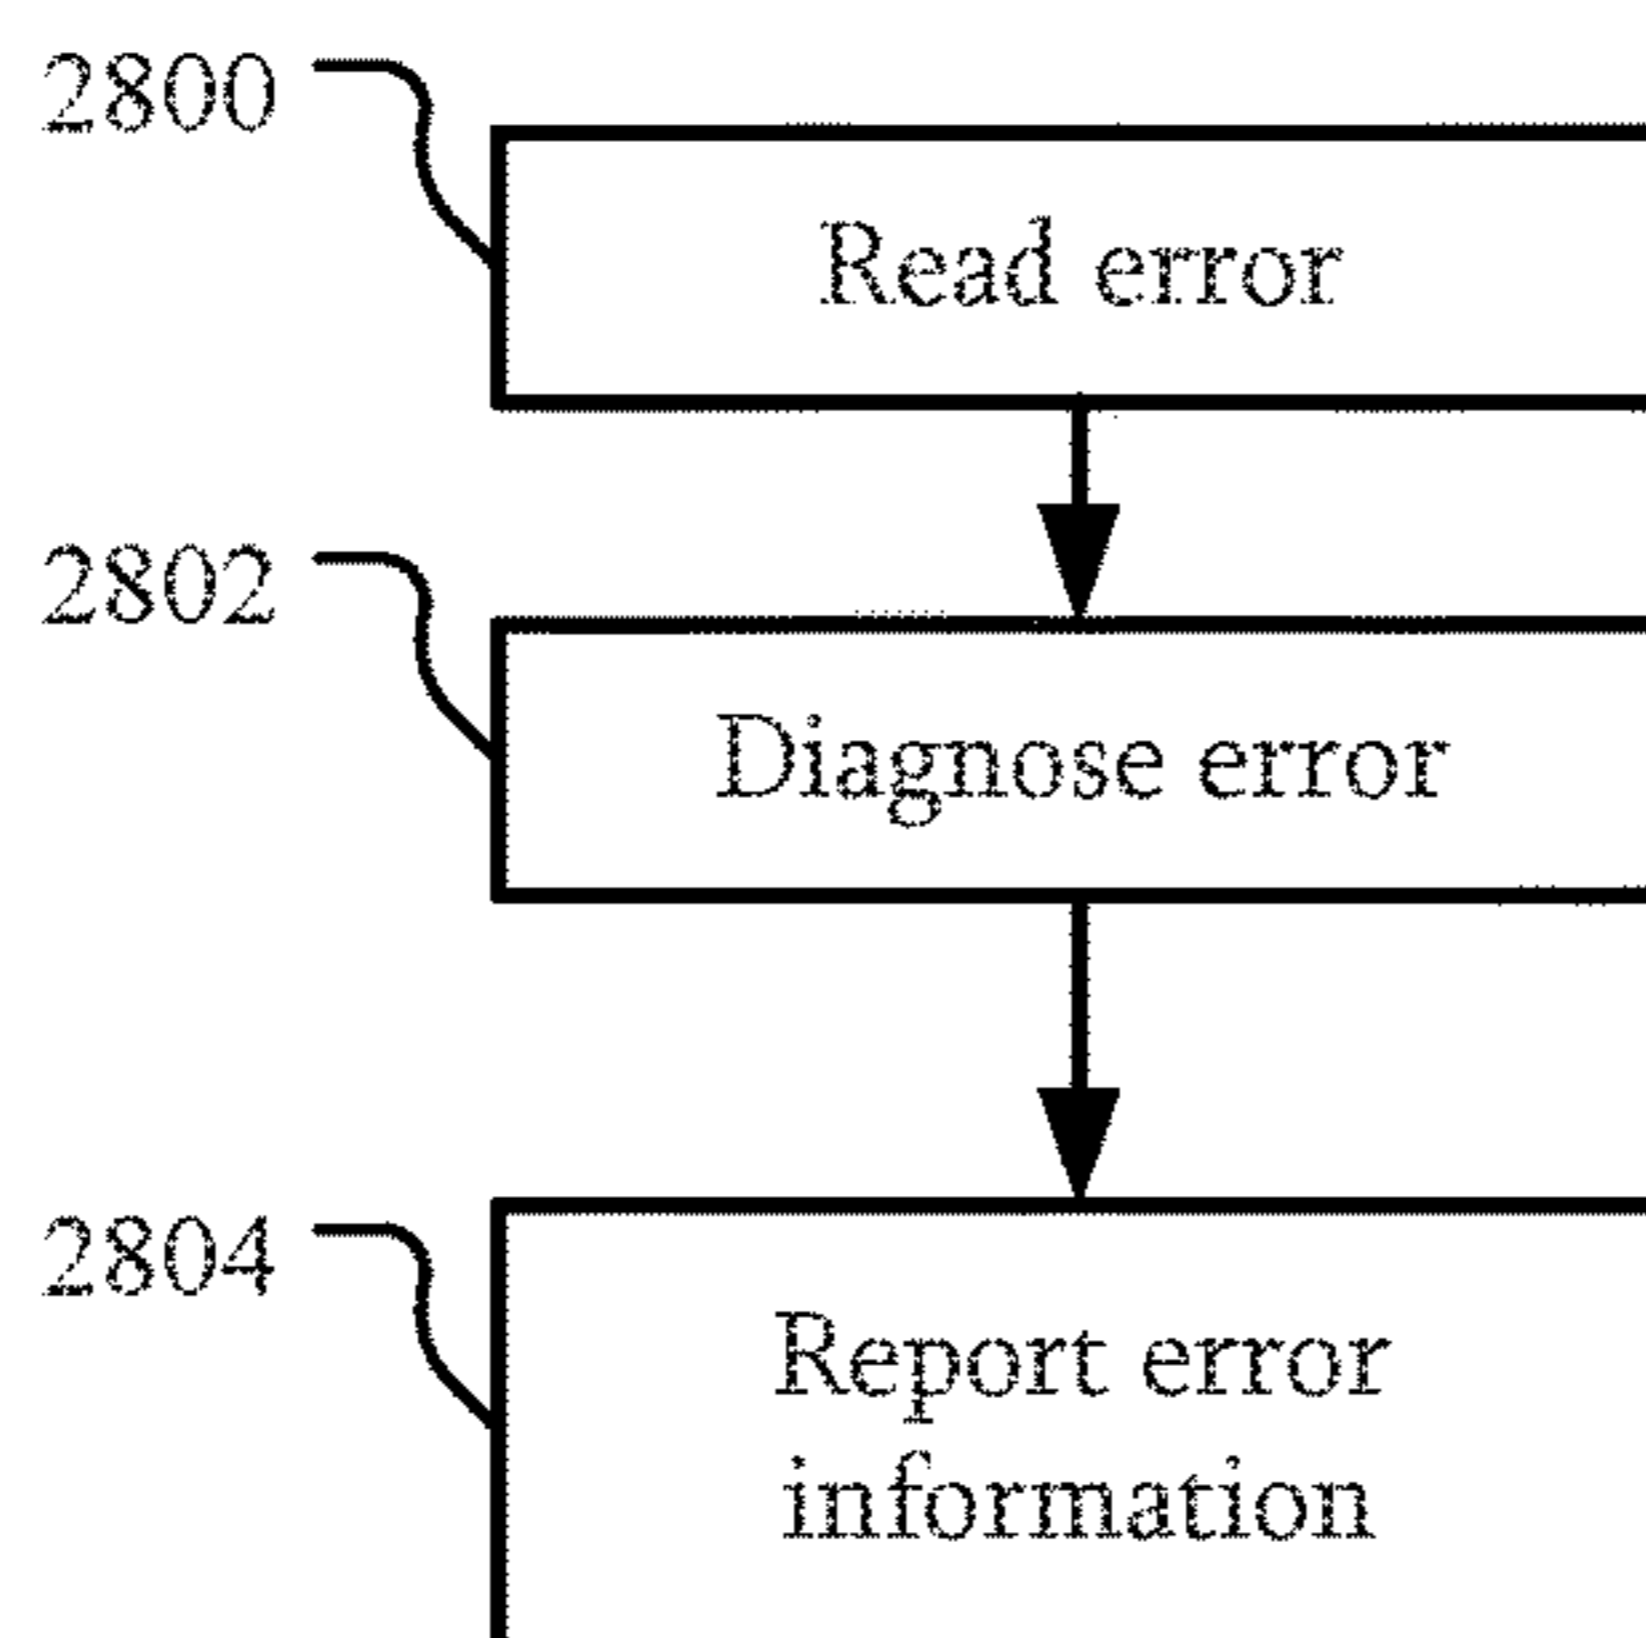 2800
Read error
2802
Diagnose error
2804
Report error
information